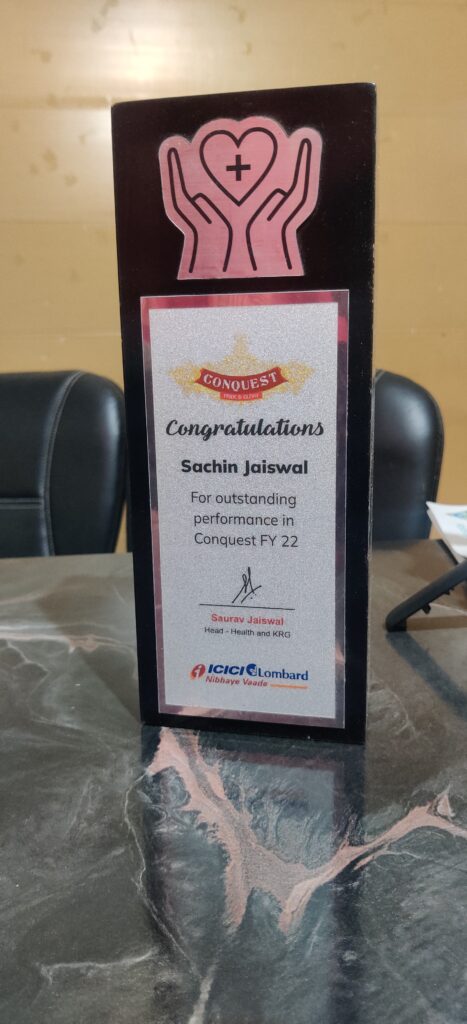 CONQUEST
Congratulations
Sachin Jaiswal
For outstanding
performance in
Conquest FY 22
Saurav Jaiswal
Head - Health and KRG
ICICI Lombard
Nibhaye Vaade